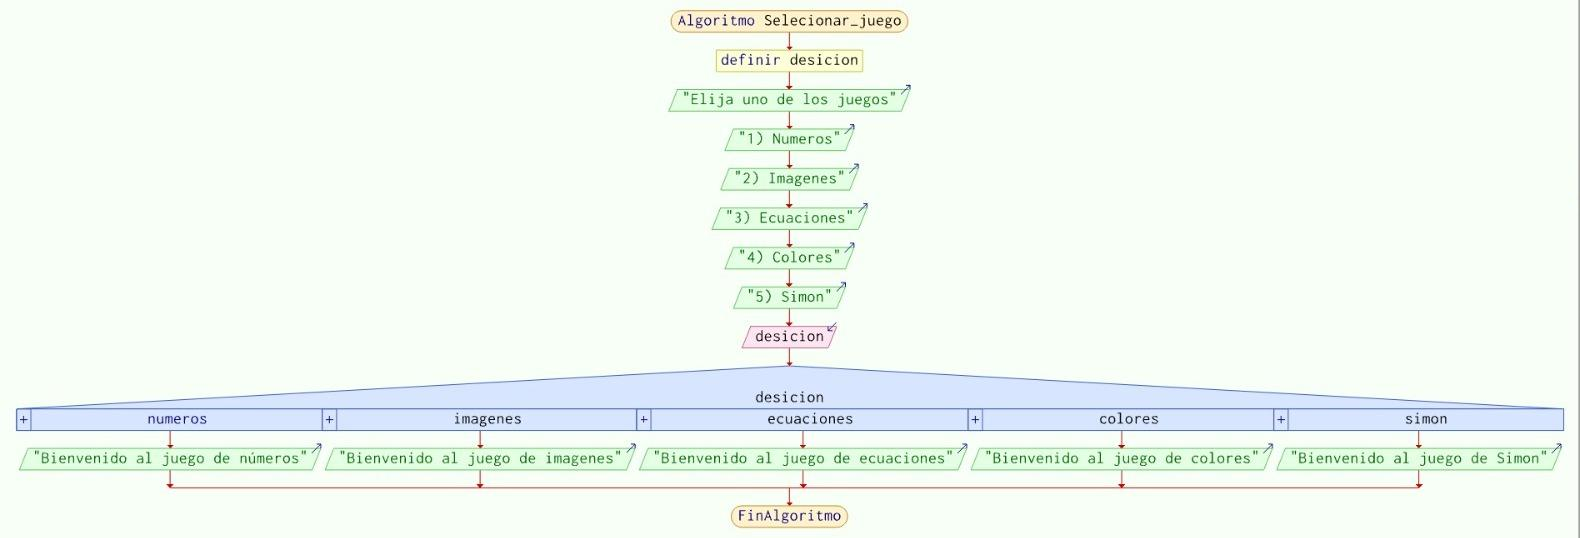 Algoritmo Selecionar_juego
definir desicion
"Elija uno de los juegos"
"1) Numeros"
"2) Imagenes"
"3) Ecuaciones"
"4) Colores"
"5) Simon"
desicion
desicion
+ numeros + imagenes + ecuaciones + colores + simon
"Bienvenido al juego de números" "Bienvenido al juego de imagenes" "Bienvenido al juego de ecuaciones" "Bienvenido al juego de colores" "Bienvenido al juego de Simon"
FinAlgoritmo